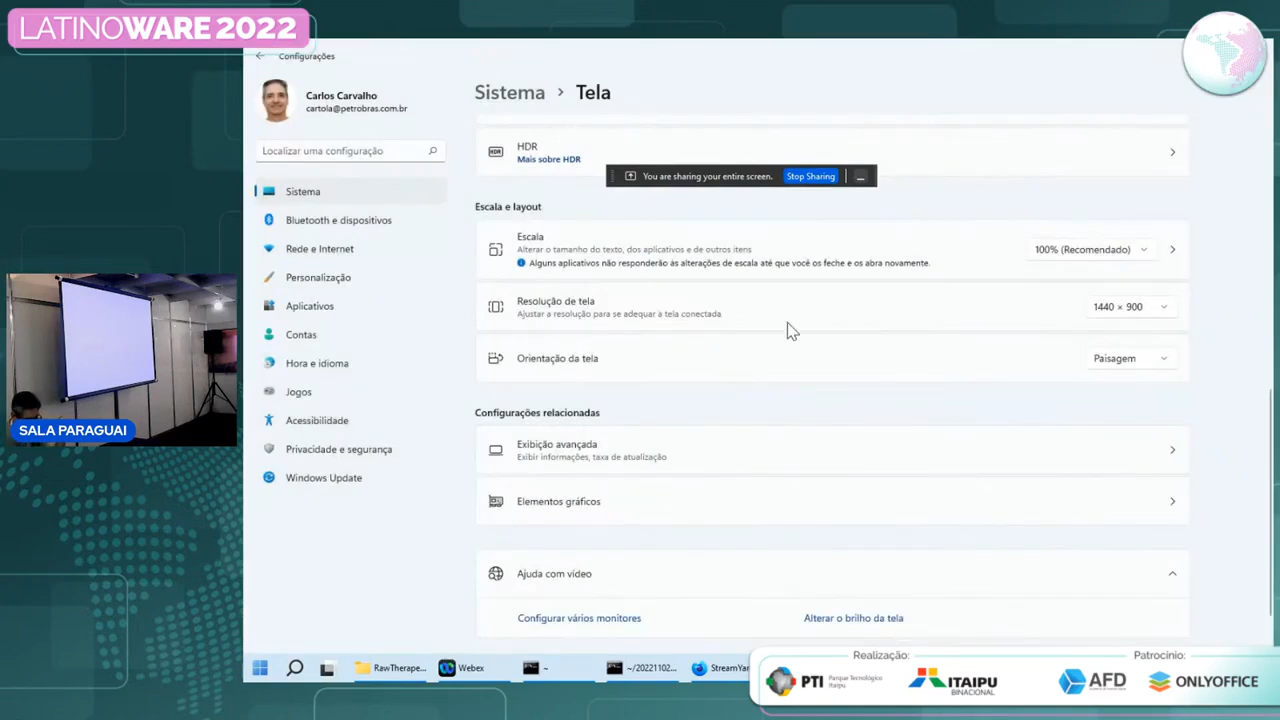 LATINOWARE 2022
Configurações
Carlos Carvalho
cartola@petrobras.com.br
Localizar uma configuração
Sistema
Bluetooth e dispositivos
Rede e Internet
Personalização
Aplicativos
Contas
Hora e idioma
Jogos
Acessibilidade
Privacidade e segurança
Windows Update
Sistema > Tela
HDR
HDR
Mais sobre HDR
You are sharing your entire screen. Stop Sharing
Escala e layout
Escala
Alterar o tamanho do texto, dos aplicativos e de outros itens
Alguns aplicativos não responderão às alterações de escala até que você os feche e os abra novamente.
100% (Recomendado)
Resolução de tela
Ajustar a resolução para se adequar à tela conectada
1440 × 900
Orientação da tela
Paisagem
Configurações relacionadas
Exibição avançada
Exibir informações, taxa de atualização
Elementos gráficos
Ajuda com vídeo
Configurar vários monitores
Alterar o brilho da tela
SALA PARAGUAI
RawTherape...
Webex
~
~/20221102...
StreamYar
Realização:
Patrocínio:
PTI
Parque Tecnológico
Itaipu
ITAIPU
BINACIONAL
AFD
ONLYOFFICE